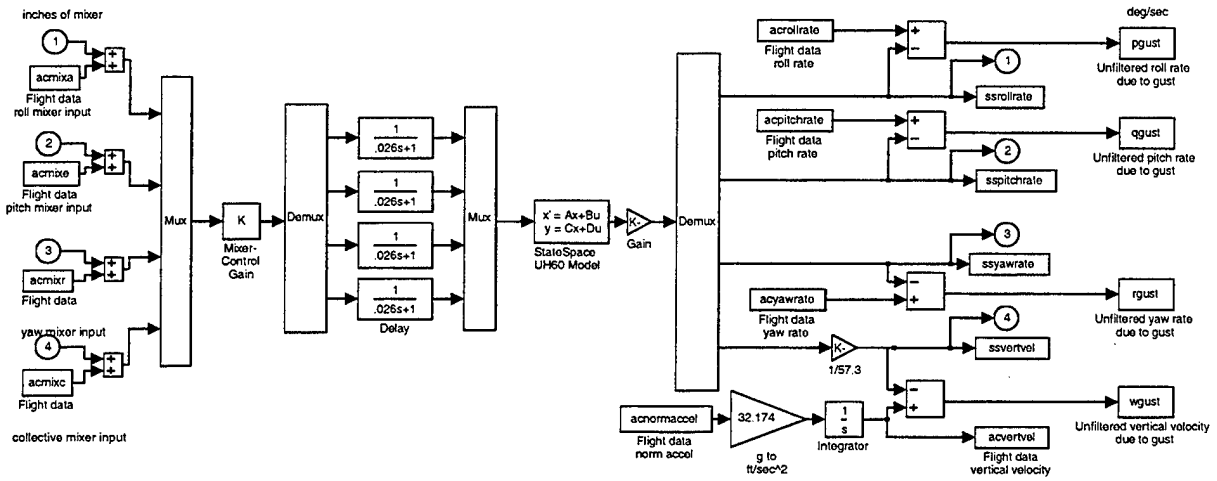 inches of mixer
1
acmixa
Flight data
roll mixer input
+
+
2
acmixe
Flight data
pitch mixer input
+
+
3
acmixr
Flight data
+
+
yaw mixer input
4
acmixc
Flight data
+
+
collective mixer input
Mux
K
Mixer-
Control
Gain
Demux
1
.026s+1
1
.026s+1
1
.026s+1
1
.026s+1
Delay
Mux
x' = Ax+Bu
y = Cx+Du
StateSpace
UH60 Model
K-
Gain
Demux
acrollrate
Flight data
roll rate
+
−
1
ssrollrate
deg/sec
pgust
Unfiltered roll rate
due to gust
acpitchrate
Flight data
pitch rate
+
−
2
sspitchrate
qgust
Unfiltered pitch rate
due to gust
3
ssyawrate
acyawrate
Flight data
yaw rate
−
+
rgust
Unfiltered yaw rate
due to gust
4
ssvertvel
K-
1/57.3
acnormaccel
Flight data
norm accel
32.174
g to
ft/sec^2
1
s
Integrator
−
+
wgust
Unfiltered vertical velocity
due to gust
acvertvel
Flight data
vertical velocity